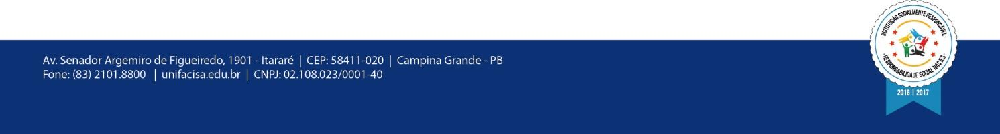 Av. Senador Argemiro de Figueiredo, 1901 - Itararé | CEP: 58411-020 | Campina Grande - PB
Fone: (83) 2101.8800 | unifacisa.edu.br | CNPJ: 02.108.023/0001-40
INSTITUIÇÃO SOCIALMENTE RESPONSÁVEL
RESPONSABILIDADE SOCIAL NAS IES
2016 | 2017